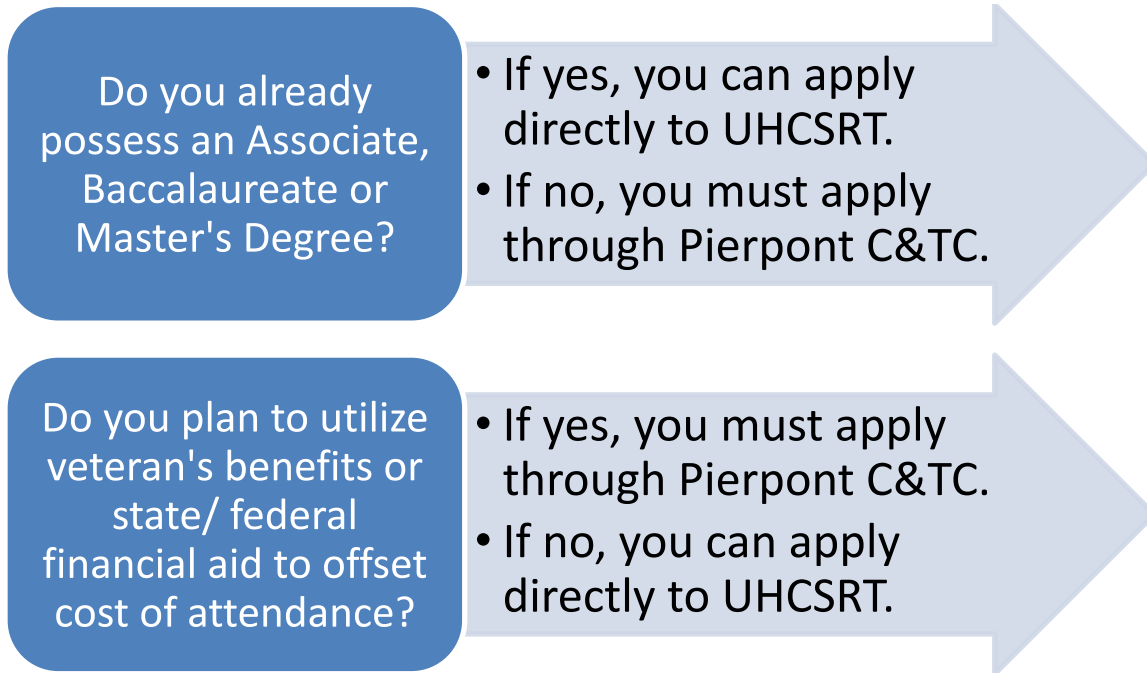 Do you already
possess an Associate,
Baccalaureate or
Master's Degree?
• If yes, you can apply
directly to UHCSRT.
• If no, you must apply
through Pierpont C&TC.
Do you plan to utilize
veteran's benefits or
state/ federal
financial aid to offset
cost of attendance?
• If yes, you must apply
through Pierpont C&TC.
• If no, you can apply
directly to UHCSRT.